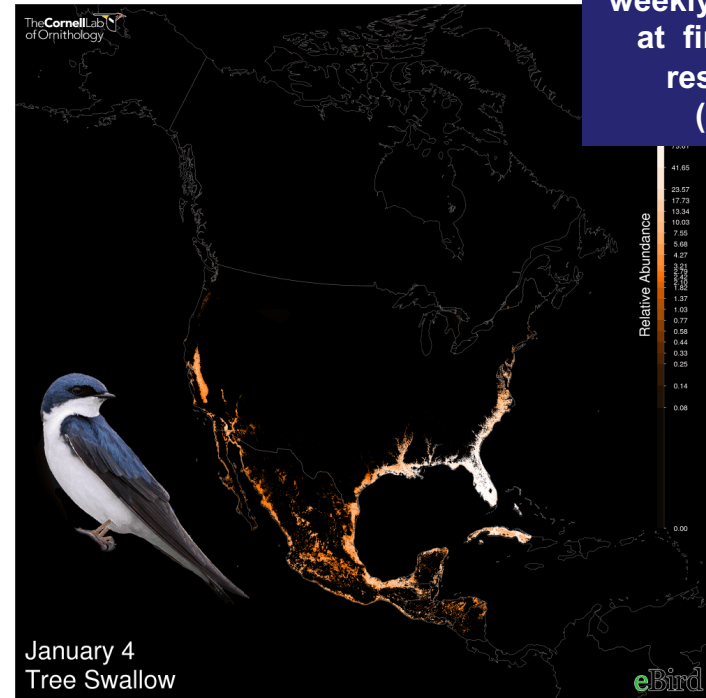 TheCornellLab
of Ornithology
weekly
at
Relative Abundance
41.65
23.57
17.73
13.34
10.03
7.55
5.68
4.27
3.21
1.82
1.37
1.03
0.77
0.58
0.44
0.33
0.25
0.14
0.08
0.00
January 4
Tree Swallow
eBird